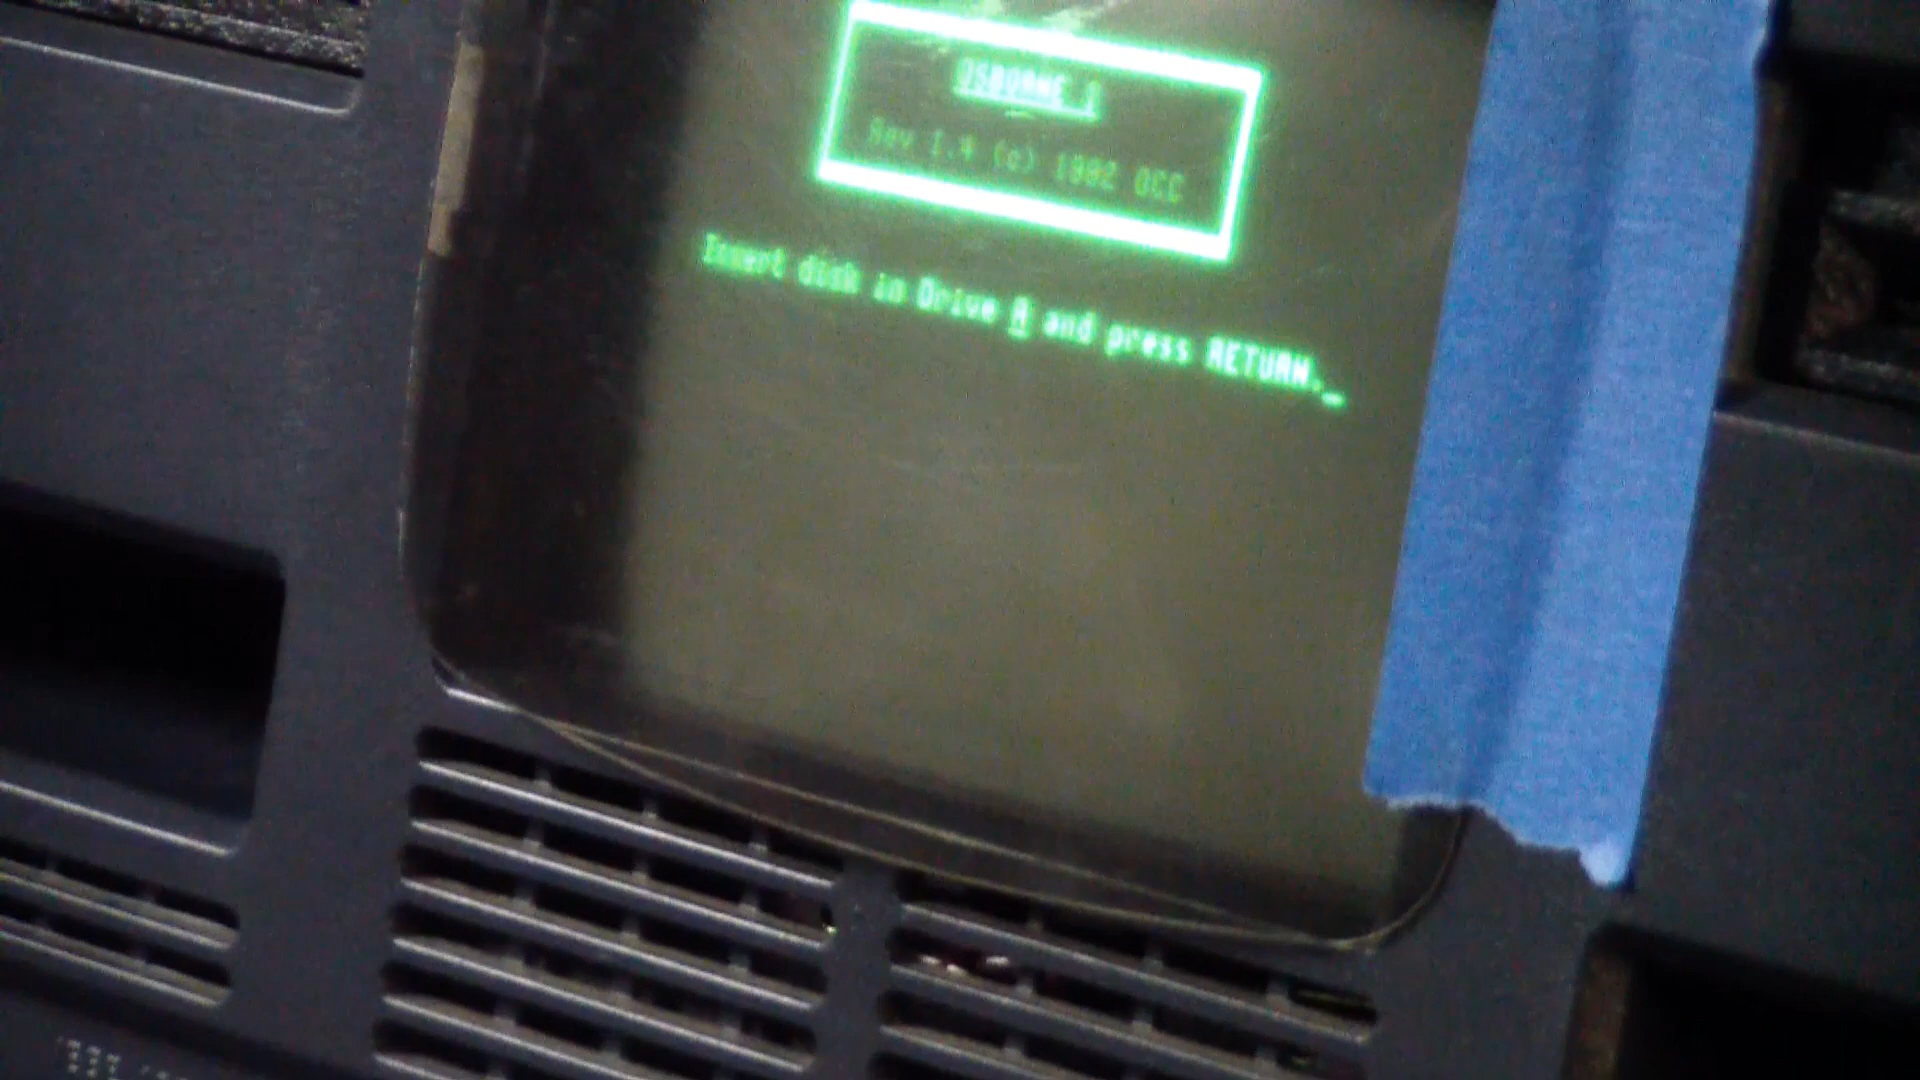 OSBORNE 1
Rev 1.4 (c) 1982 OCC
Insert disk in Drive A and press RETURN._